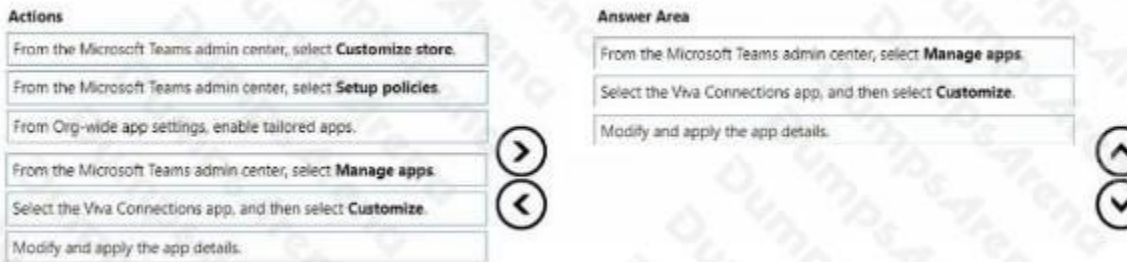 Actions
From the Microsoft Teams admin center, select Customize store.
From the Microsoft Teams admin center, select Setup policies.
From Org-wide app settings, enable tailored apps.
From the Microsoft Teams admin center, select Manage apps.
Select the Viva Connections app, and then select Customize.
Modify and apply the app details.
Answer Area
From the Microsoft Teams admin center, select Manage apps.
Select the Viva Connections app, and then select Customize.
Modify and apply the app details.
DumpsArena